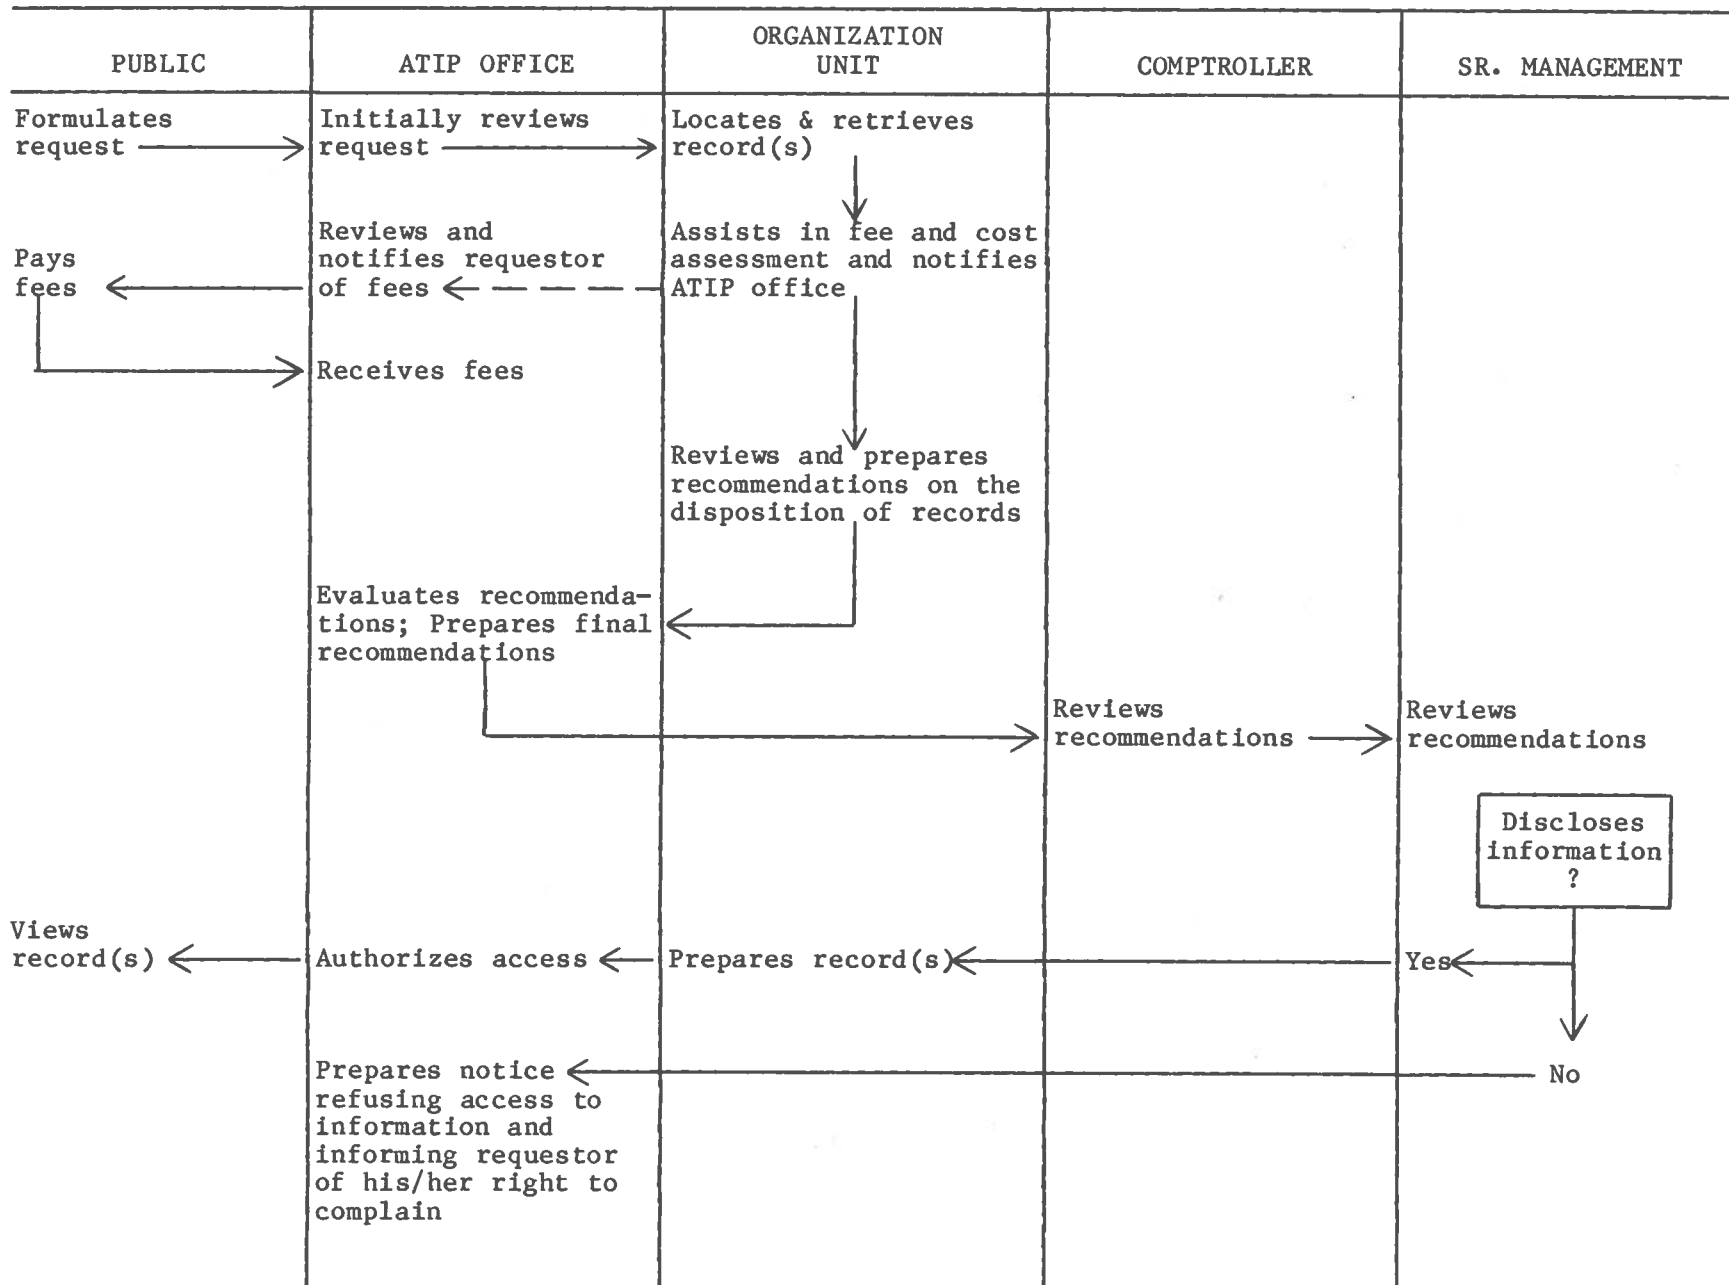 PUBLIC
ATIP OFFICE
ORGANIZATION
UNIT
COMPTROLLER
SR. MANAGEMENT
Formulates
request
Initially reviews
request
Locates & retrieves
record(s)
Pays
fees
Reviews and
notifies requestor
of fees
Assists in fee and cost
assessment and notifies
ATIP office
Receives fees
Reviews and prepares
recommendations on the
disposition of records
Evaluates recommenda-
tions; Prepares final
recommendations
Reviews
recommendations
Reviews
recommendations
Discloses
information
?
Views
record(s)
Authorizes access
Prepares record(s)
Yes
No
Prepares notice
refusing access to
information and
informing requestor
of his/her right to
complain